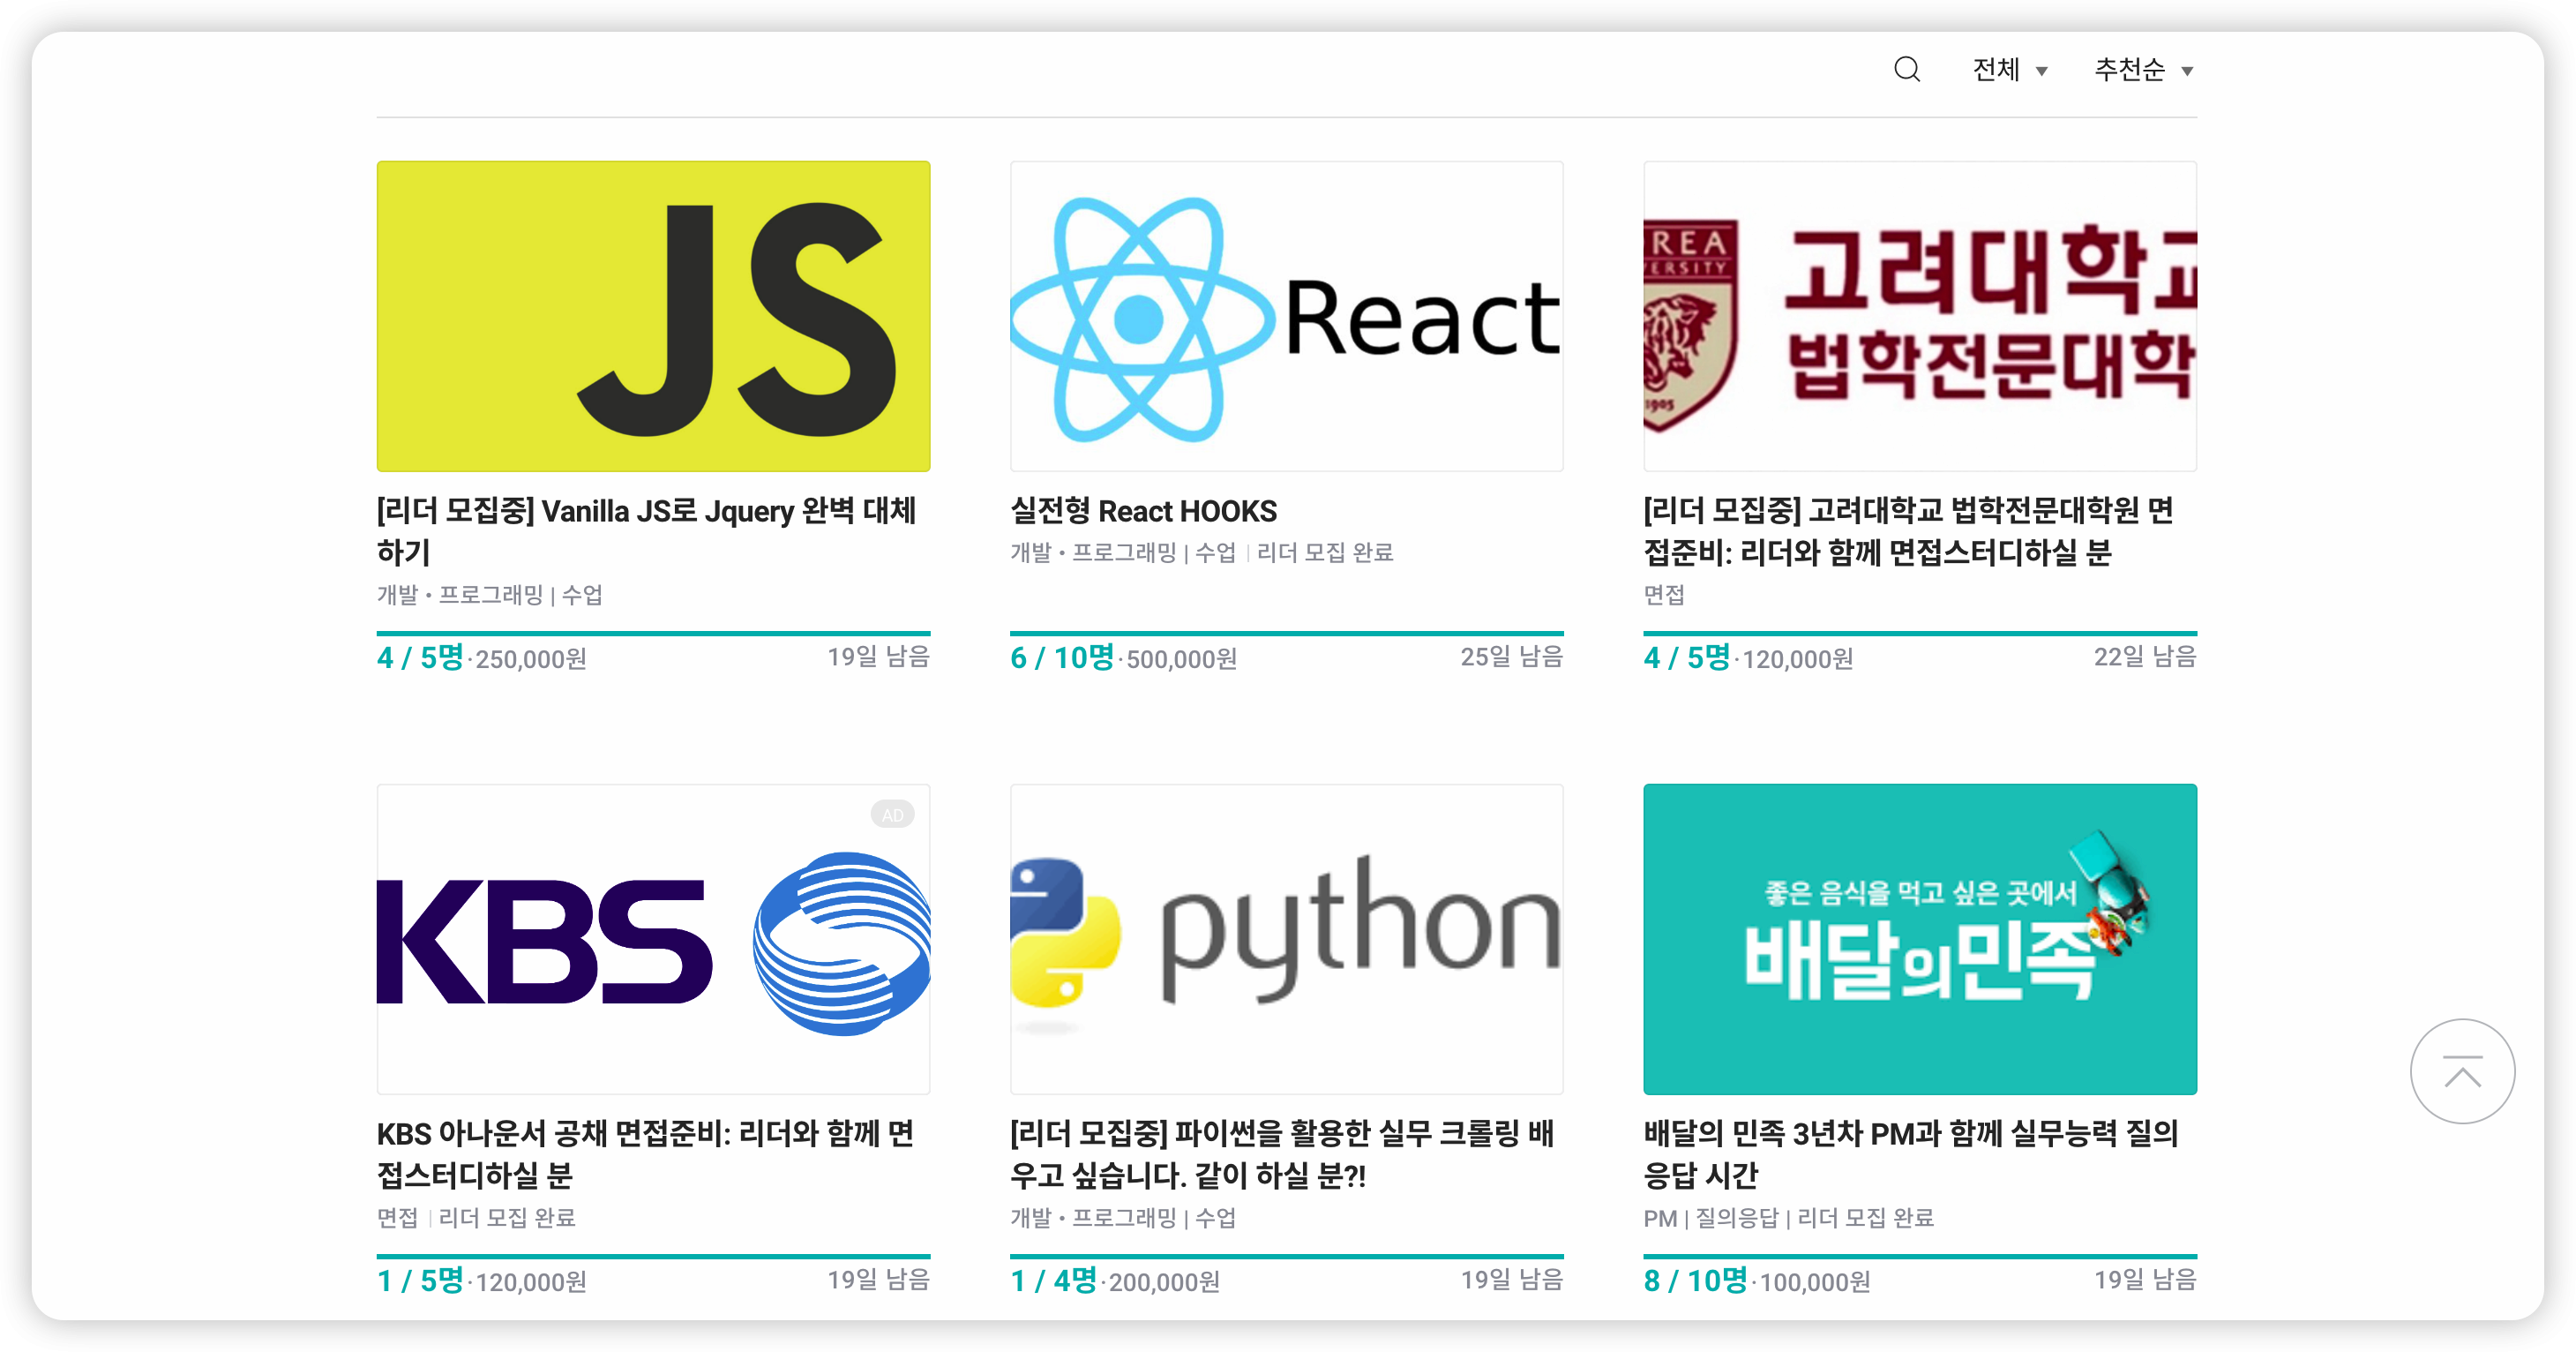 전체 ▼ 추천순 ▼
JS
React
REA
ERSITY
1905
고려대학교
법학전문대학
[리더 모집중] Vanilla JS로 Jquery 완벽 대체
하기
개발 • 프로그래밍 | 수업
4 / 5명·250,000원 19일 남음
실전형 React HOOKS
개발 • 프로그래밍 | 수업 | 리더 모집 완료
6 / 10명·500,000원 25일 남음
[리더 모집중] 고려대학교 법학전문대학원 면
접준비: 리더와 함께 면접스터디하실 분
면접
4 / 5명·120,000원 22일 남음
AD
KBS
python
좋은 음식을 먹고 싶은 곳에서
배달의민족
KBS 아나운서 공채 면접준비: 리더와 함께 면
접스터디하실 분
면접 | 리더 모집 완료
1 / 5명·120,000원 19일 남음
[리더 모집중] 파이썬을 활용한 실무 크롤링 배
우고 싶습니다. 같이 하실 분?!
개발 • 프로그래밍 | 수업
1 / 4명·200,000원 19일 남음
배달의 민족 3년차 PM과 함께 실무능력 질의
응답 시간
PM | 질의응답 | 리더 모집 완료
8 / 10명·100,000원 19일 남음